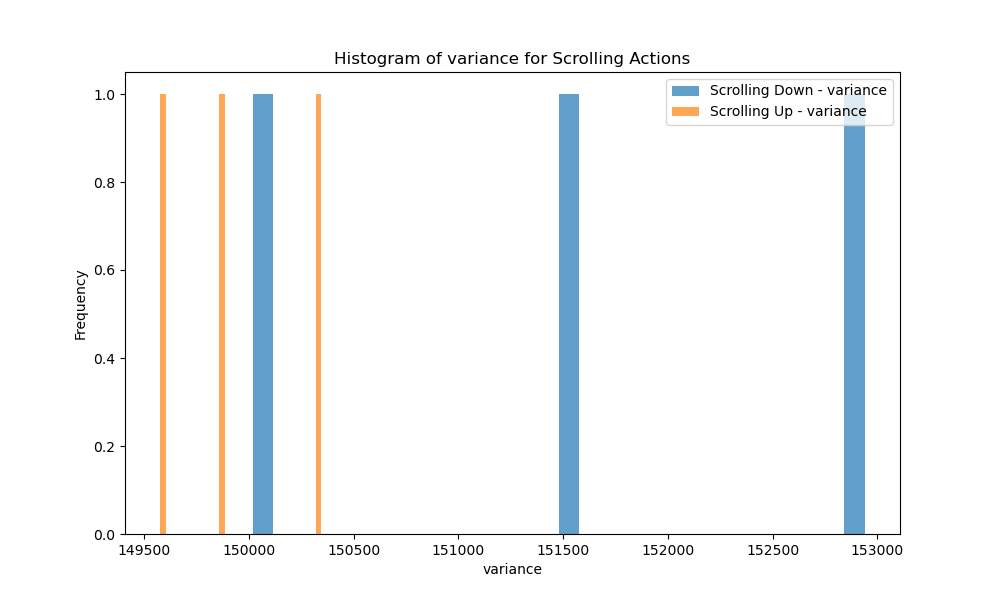 Histogram of variance for Scrolling Actions
Scrolling Down - variance
Scrolling Up - variance
Frequency
1.0
0.8
0.6
0.4
0.2
0.0
149500 150000 150500 151000 151500 152000 152500 153000
variance